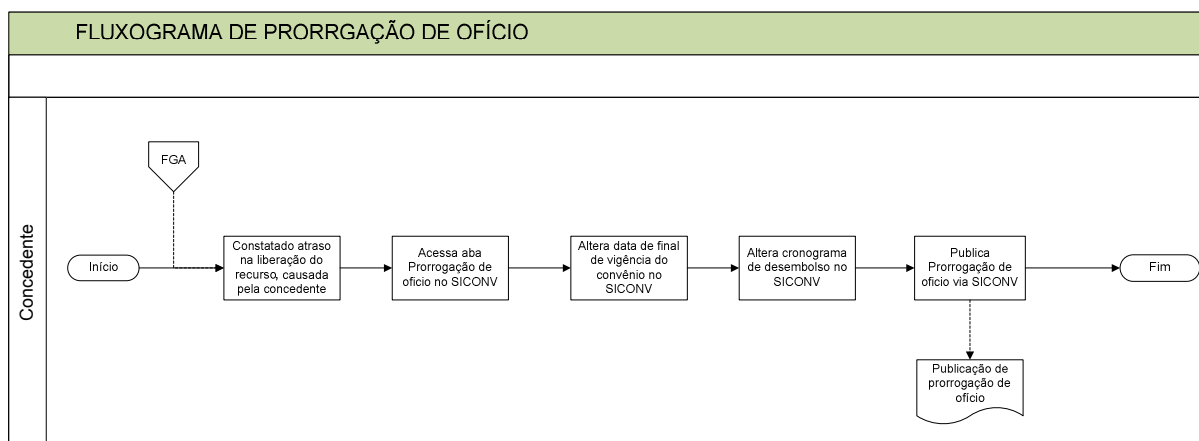 FLUXOGRAMA DE PRORRGAÇÃO DE OFÍCIO
Concedente
FGA
Início
Constatado atraso
na liberação do
recurso, causada
pela concedente
Acessa aba
Prorrogação de
oficio no SICONV
Altera data de final
de vigência do
convênio no
SICONV
Altera cronograma
de desembolso no
SICONV
Publica
Prorrogação de
oficio via SICONV
Fim
Publicação de
prorrogação de
ofício